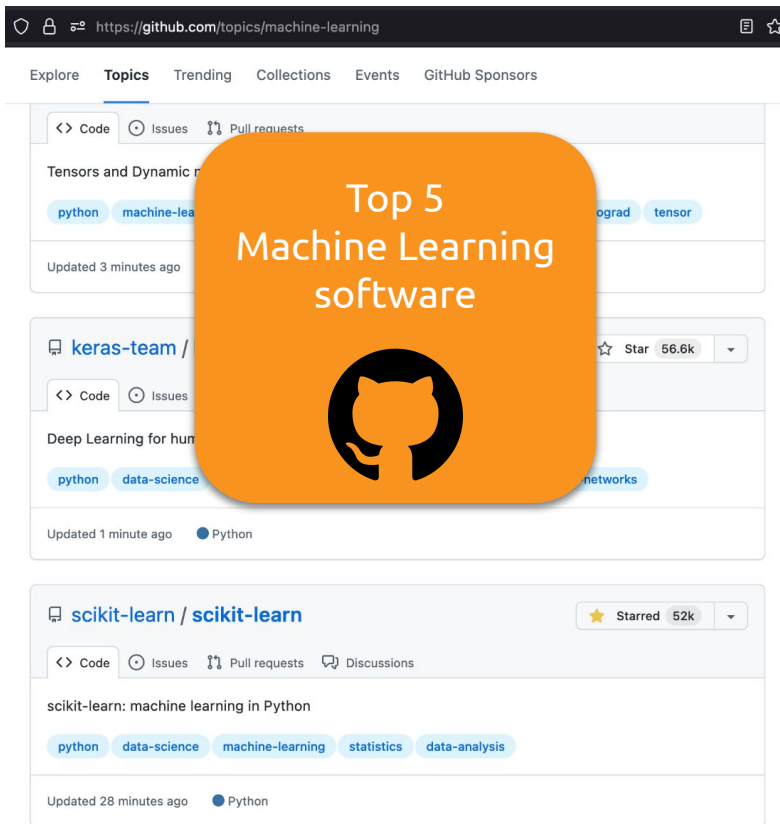 https://github.com/topics/machine-learning
Explore Topics Trending Collections Events GitHub Sponsors
Code Issues Pull requests
Tensors and Dynamic
python machine-lea ograd tensor
Updated 3 minutes ago
Top 5
Machine Learning
software
keras-team / Star 56.6k
Code Issues
Deep Learning for hum
python data-science networks
Updated 1 minute ago Python
scikit-learn / scikit-learn Starred 52k
Code Issues Pull requests Discussions
scikit-learn: machine learning in Python
python data-science machine-learning statistics data-analysis
Updated 28 minutes ago Python